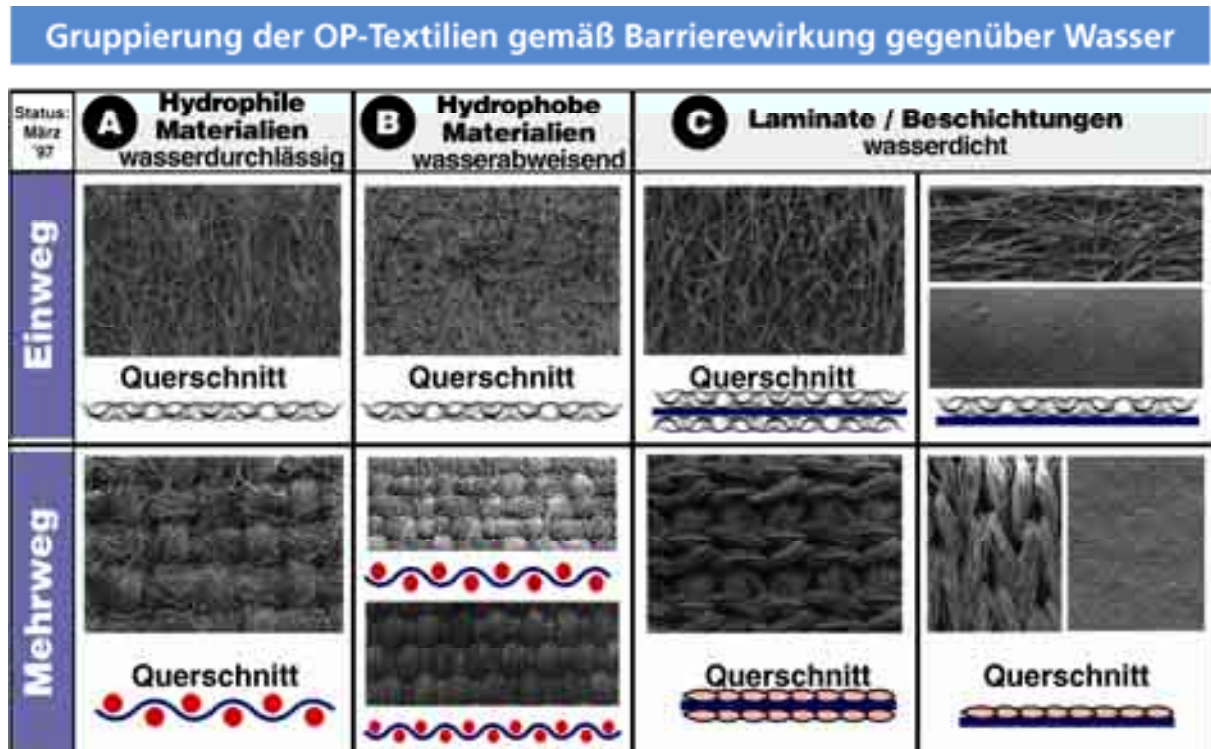 Gruppierung der OP-Textilien gemäß Barrierewirkung gegenüber Wasser
Status:
März
'97
A
Hydrophile
Materialien
wasserdurchlässig
B
Hydrophobe
Materialien
wasserabweisend
C
Laminate / Beschichtungen
wasserdicht
Einweg
Querschnitt
Querschnitt
Querschnitt
Mehrweg
Querschnitt
Querschnitt
Querschnitt